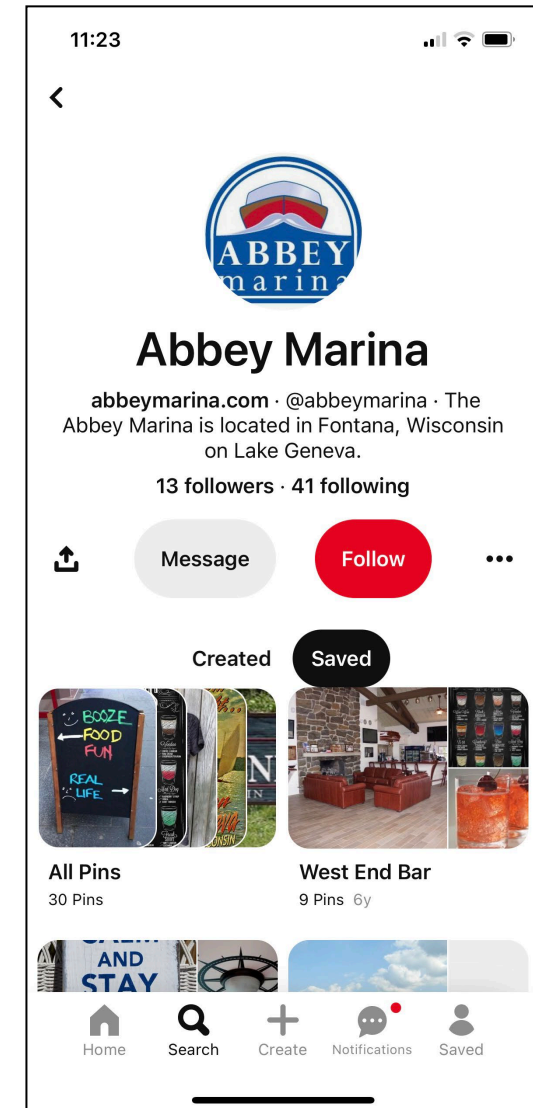 11:23
ABBEY
marina
Abbey Marina
abbeymarina.com · @abbeymarina · The
Abbey Marina is located in Fontana, Wisconsin
on Lake Geneva.
13 followers · 41 following
Message
Follow
Created
Saved
BOOZE
FOOD
FUN
REAL
LIFE
All Pins
30 Pins
West End Bar
9 Pins 6y
AND
STAY
Home
Search
Create
Notifications
Saved